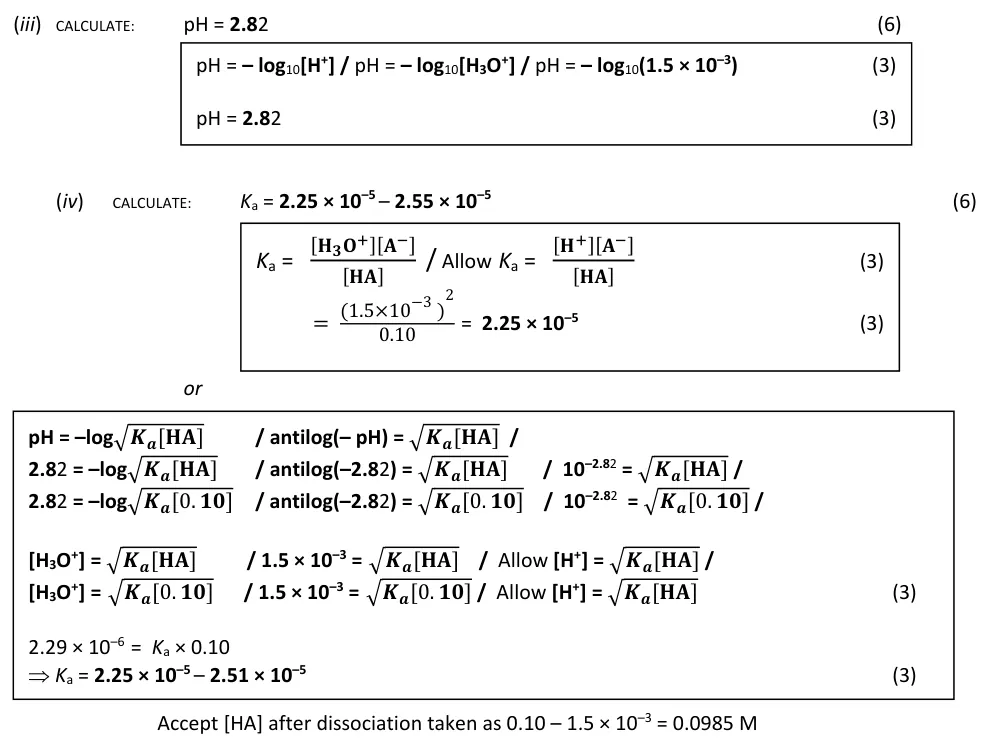 (iii) CALCULATE: pH = 2.82 (6)
pH = – log₁₀[H⁺] / pH = – log₁₀[H₃O⁺] / pH = – log₁₀(1.5 × 10⁻³) (3)
pH = 2.82 (3)
(iv) CALCULATE: Kₐ = 2.25 × 10⁻⁵ – 2.55 × 10⁻⁵ (6)
Kₐ = [H₃O⁺][A⁻]/[HA] / Allow Kₐ = [H⁺][A⁻]/[HA] (3)
= (1.5×10⁻³ )²/0.10 = 2.25 × 10⁻⁵ (3)
or
pH = –log√Kₐ[HA] / antilog(– pH) = √Kₐ[HA] /
2.82 = –log√Kₐ[HA] / antilog(–2.82) = √Kₐ[HA] / 10⁻²·⁸² = √Kₐ[HA] /
2.82 = –log√Kₐ[0.10] / antilog(–2.82) = √Kₐ[0.10] / 10⁻²·⁸² = √Kₐ[0.10] /
[H₃O⁺] = √Kₐ[HA] / 1.5 × 10⁻³ = √Kₐ[HA] / Allow [H⁺] = √Kₐ[HA] /
[H₃O⁺] = √Kₐ[0.10] / 1.5 × 10⁻³ = √Kₐ[0.10] / Allow [H⁺] = √Kₐ[HA] (3)
2.29 × 10⁻⁶ = Kₐ × 0.10
⇒ Kₐ = 2.25 × 10⁻⁵ – 2.51 × 10⁻⁵ (3)
Accept [HA] after dissociation taken as 0.10 – 1.5 × 10⁻³ = 0.0985 M